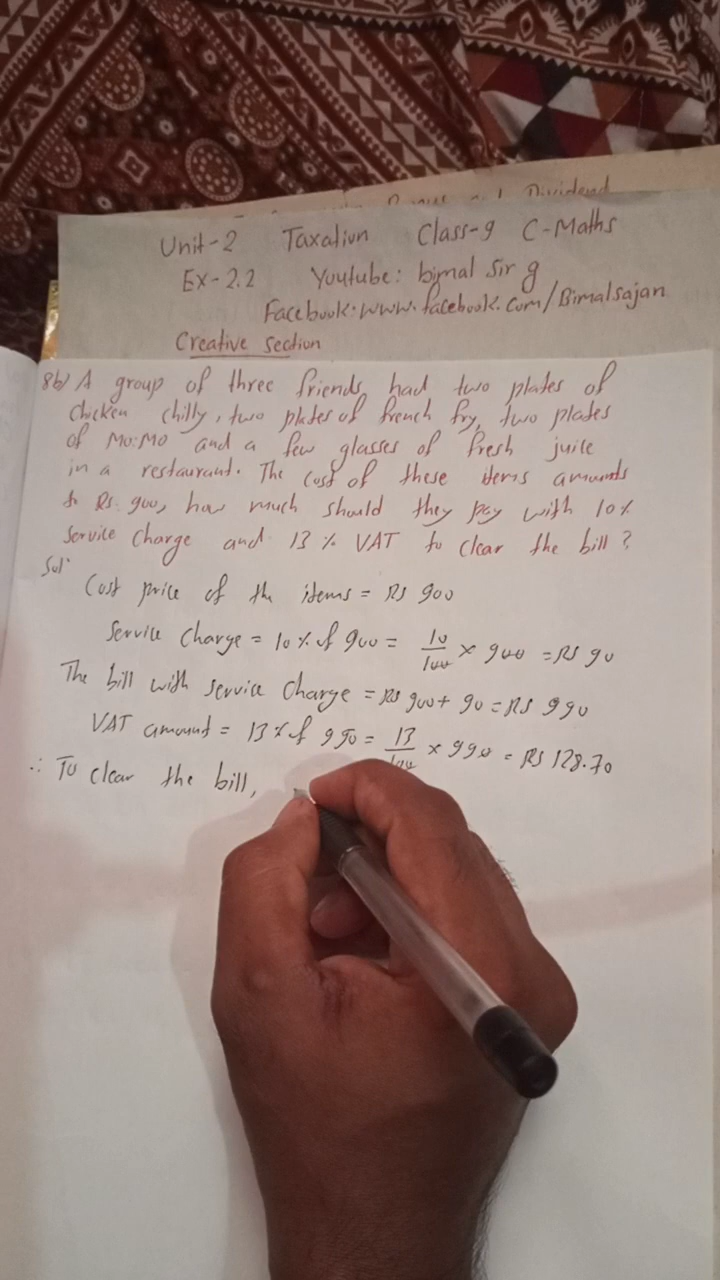 and Dividend
Unit-2 Taxation Class-9 C-Maths
Ex-2.2 Youtube: bimal Sir g
Facebook:www.facebook.com/Bimalsajan
Creative section
8b) A group of three friends had two plates of
Chicken chilly, two plates of french fry, two plates
of Mo:Mo and a few glasses of fresh juice
in a restaurant. The cost of these items amounts
to Rs. 900, how much should they pay with 10%
Service charge and 13 % VAT to clear the bill?
Solⁿ
Cost price of the items = Rs 900
Service Charge = 10% of 900 = 10/100 × 900 = Rs 90
The bill with service Charge = Rs 900 + 90 = Rs 990
VAT amount = 13% of 990 = 13/100 × 990 = Rs 128.70
∴ To clear the bill,